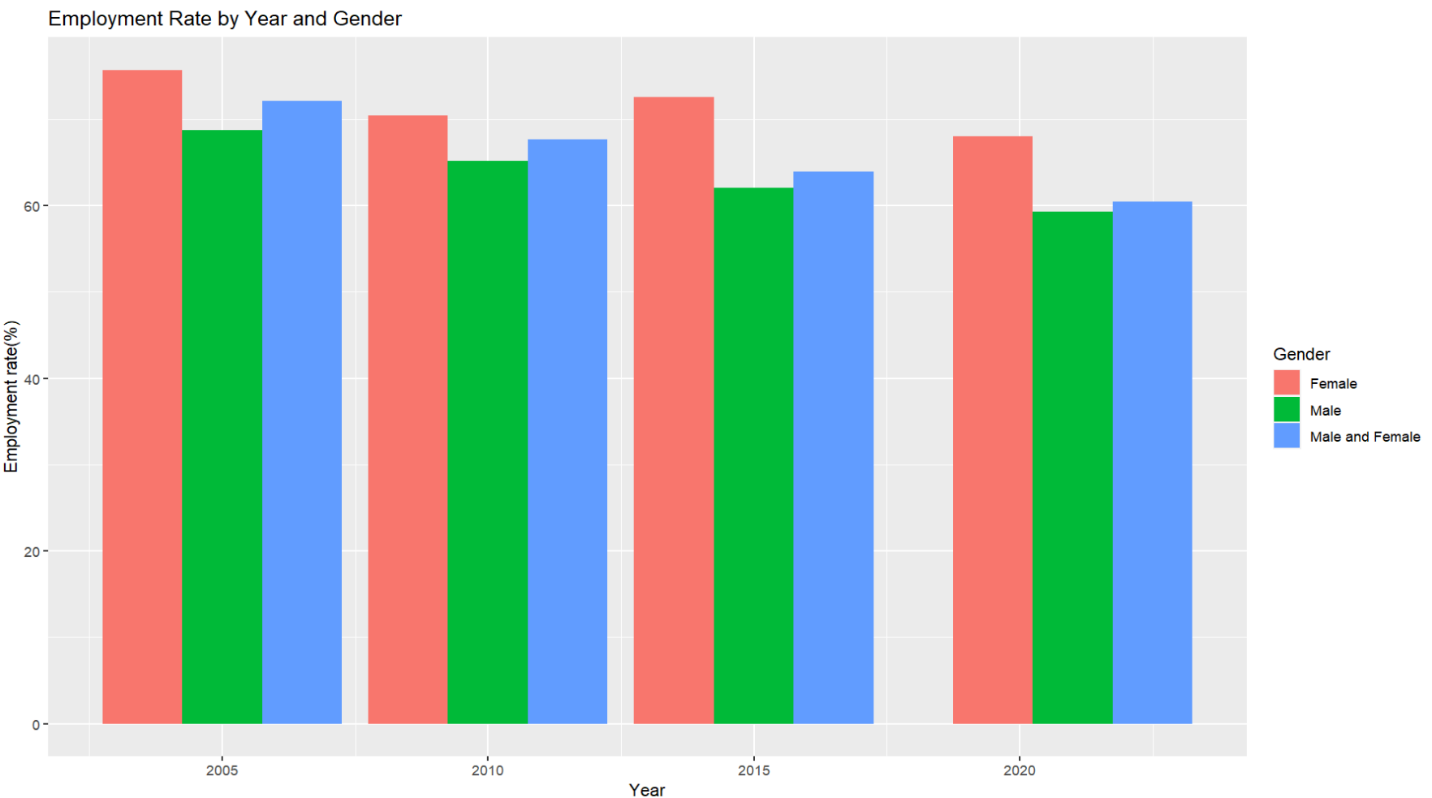 Employment Rate by Year and Gender
Employment rate(%)
60
40
20
0
2005
2010
2015
2020
Year
Gender
Female
Male
Male and Female